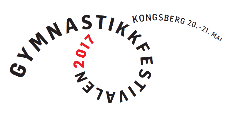 GYMNASTIKKFESTIVALEN 2017
KONGSBERG 20.-21. MAI